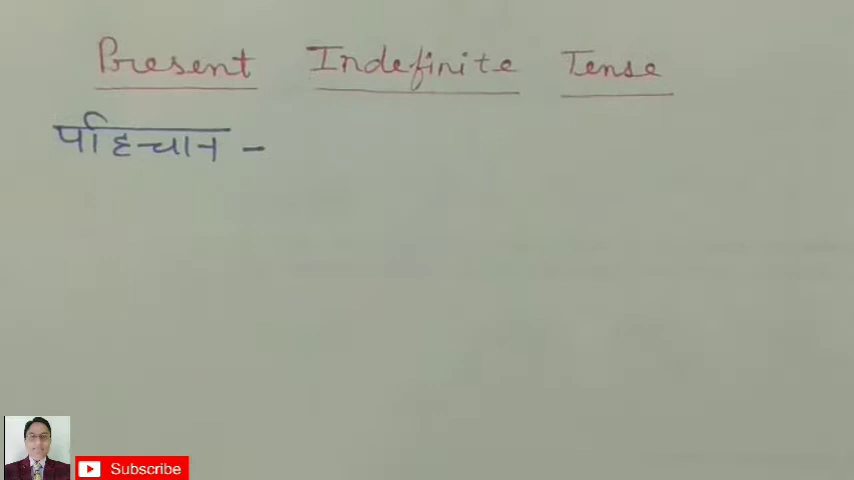 Present Indefinite Tense
पहिचान -
Subscribe